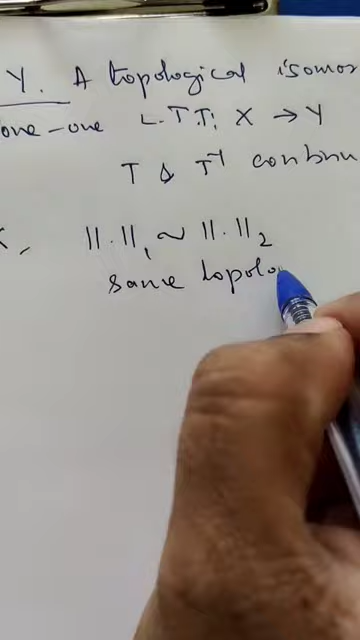 Y. A topological isomor
one-one L.T T: X → Y
T & T⁻¹ continu
X, ||.||₁ ~ ||.||₂
same topolo